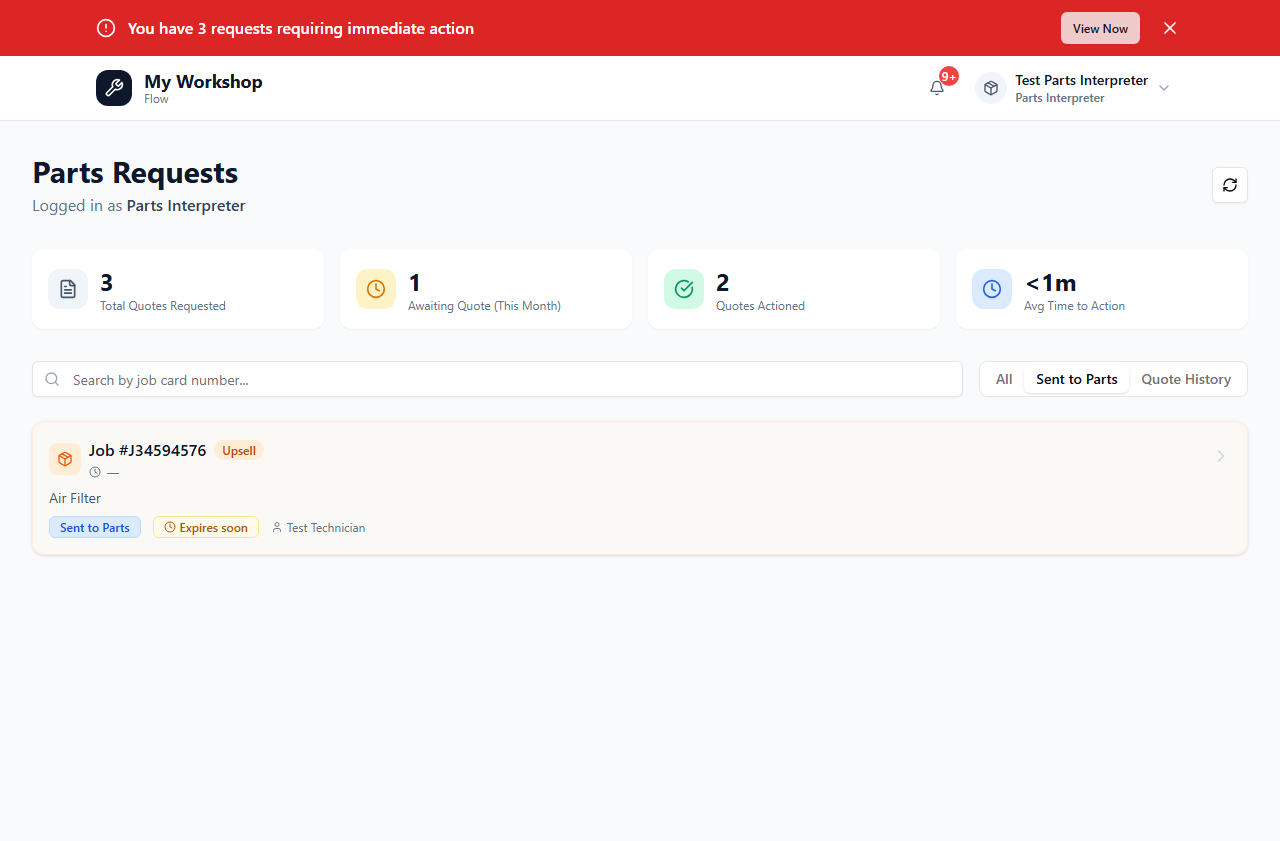 You have 3 requests requiring immediate action
View Now
My Workshop
Flow
9+
Test Parts Interpreter
Parts Interpreter
Parts Requests
Logged in as Parts Interpreter
3
Total Quotes Requested
1
Awaiting Quote (This Month)
2
Quotes Actioned
<1m
Avg Time to Action
Search by job card number...
All
Sent to Parts
Quote History
Job #J34594576
Upsell
—
Air Filter
Sent to Parts
Expires soon
Test Technician